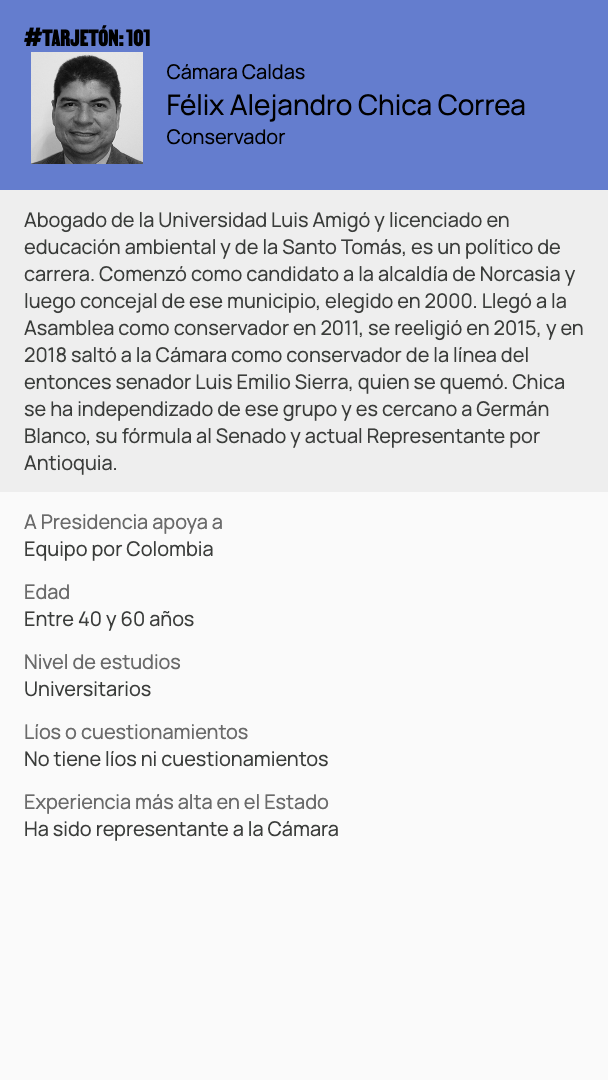 #TARJETÓN: 101
Cámara Caldas
Félix Alejandro Chica Correa
Conservador
Abogado de la Universidad Luis Amigó y licenciado en
educación ambiental y de la Santo Tomás, es un político de
carrera. Comenzó como candidato a la alcaldía de Norcasia y
luego concejal de ese municipio, elegido en 2000. Llegó a la
Asamblea como conservador en 2011, se reeligió en 2015, y en
2018 saltó a la Cámara como conservador de la línea del
entonces senador Luis Emilio Sierra, quien se quemó. Chica
se ha independizado de ese grupo y es cercano a Germán
Blanco, su fórmula al Senado y actual Representante por
Antioquia.
A Presidencia apoya a
Equipo por Colombia
Edad
Entre 40 y 60 años
Nivel de estudios
Universitarios
Líos o cuestionamientos
No tiene líos ni cuestionamientos
Experiencia más alta en el Estado
Ha sido representante a la Cámara